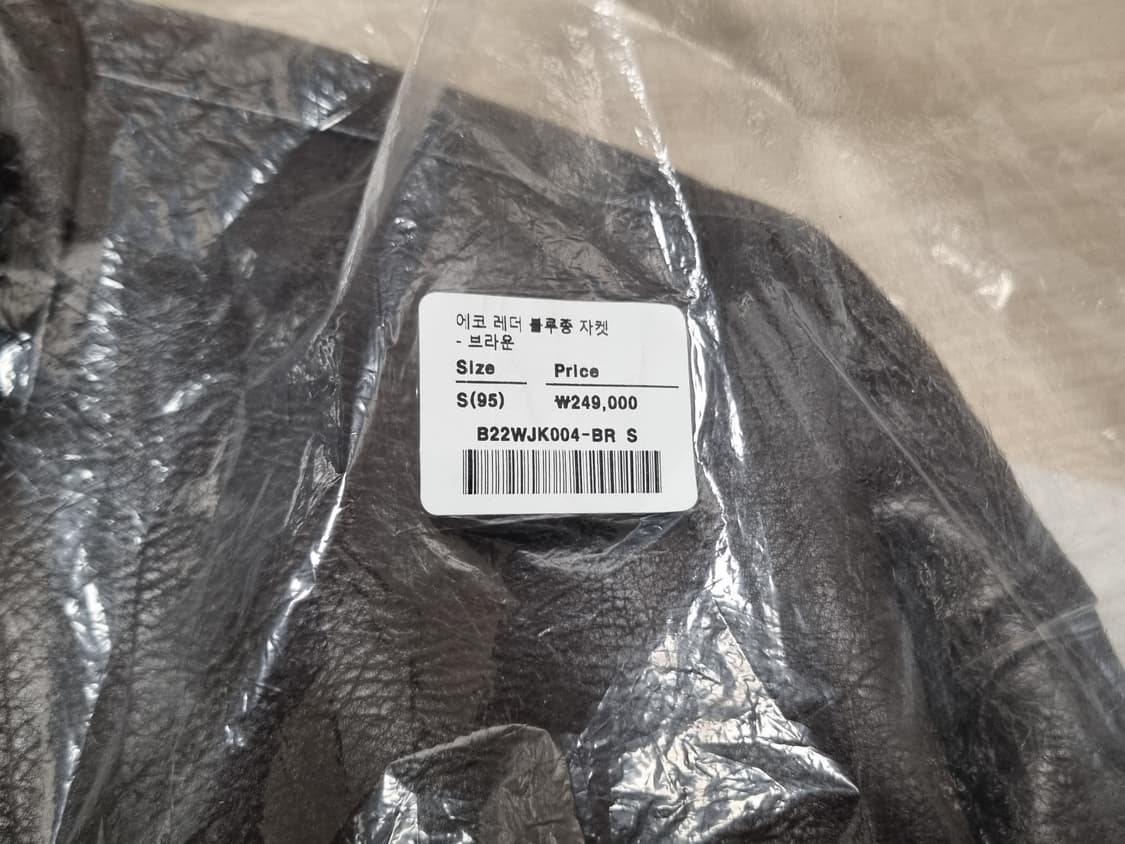 에코 레더 블루종 자켓
- 브라운
Size Price
S(95) ₩249,000
B22WJK004-BR S